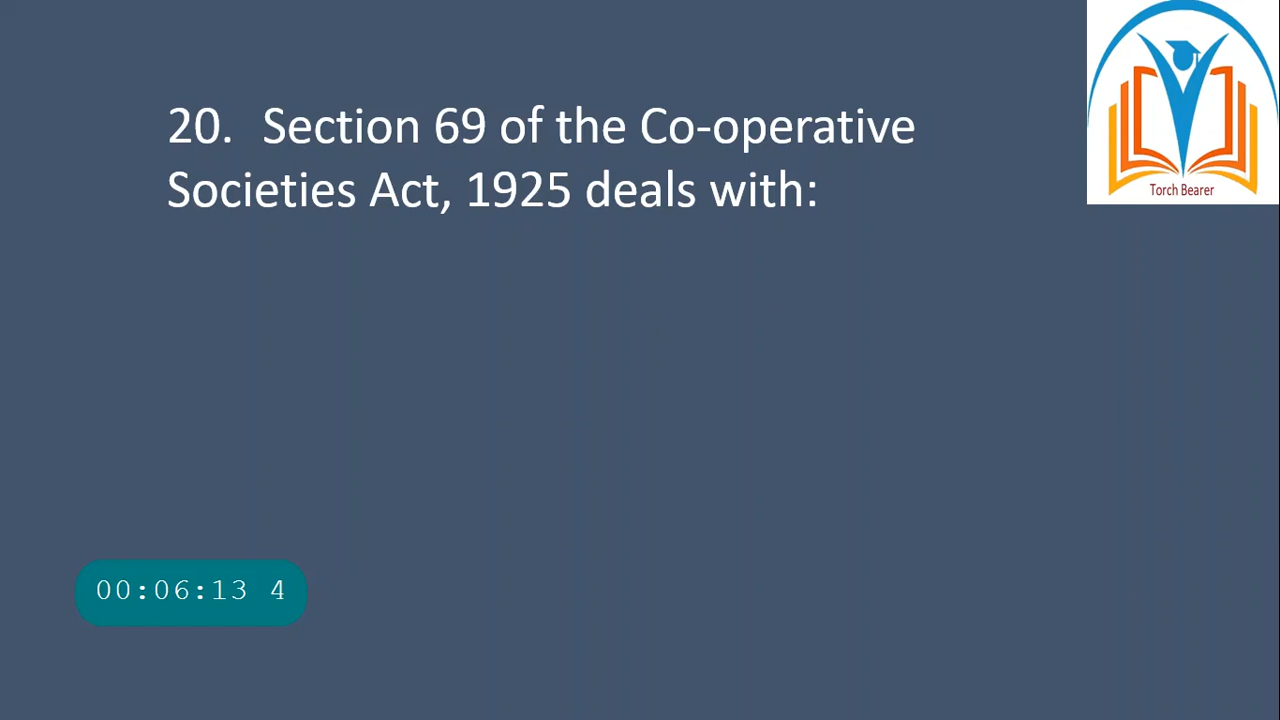 20. Section 69 of the Co-operative
Societies Act, 1925 deals with:
Torch Bearer
00:06:13 4